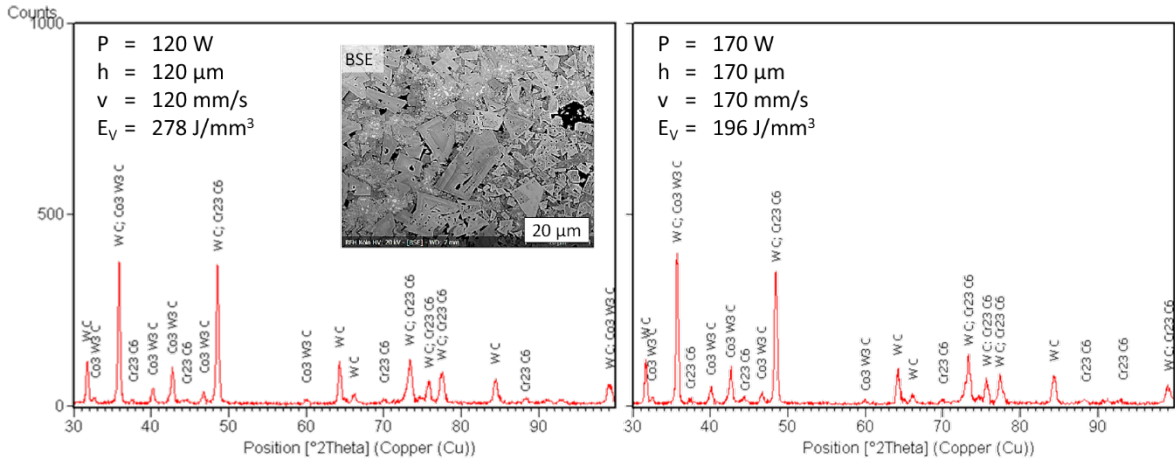 Counts
1000
500
0
P = 120 W
h = 120 µm
v = 120 mm/s
E_V = 278 J/mm³
BSE
20 µm
W C
Co3 W3 C
W C; Co3 W3 C
Cr23 C6
Co3 W3 C
Co3 W3 C
Cr23 C6
Co3 W3 C
W C; Cr23 C6
Co3 W3 C
W C
W C
Cr23 C6
W C; Cr23 C6
W C; Cr23 C6
W C; Cr23 C6
W C
Cr23 C6
W C; Co3 W3 C
30 40 50 60 70 80 90
Position [°2Theta] (Copper (Cu))
P = 170 W
h = 170 µm
v = 170 mm/s
E_V = 196 J/mm³
W C
Co3 W3 C
W C; Co3 W3 C
Cr23 C6
Co3 W3 C
Co3 W3 C
Cr23 C6
Co3 W3 C
W C; Cr23 C6
Co3 W3 C
W C
W C
Cr23 C6
W C; Cr23 C6
W C; Cr23 C6
W C; Cr23 C6
W C
Cr23 C6
Cr23 C6
W C; Cr23 C6
30 40 50 60 70 80 90
Position [°2Theta] (Copper (Cu))